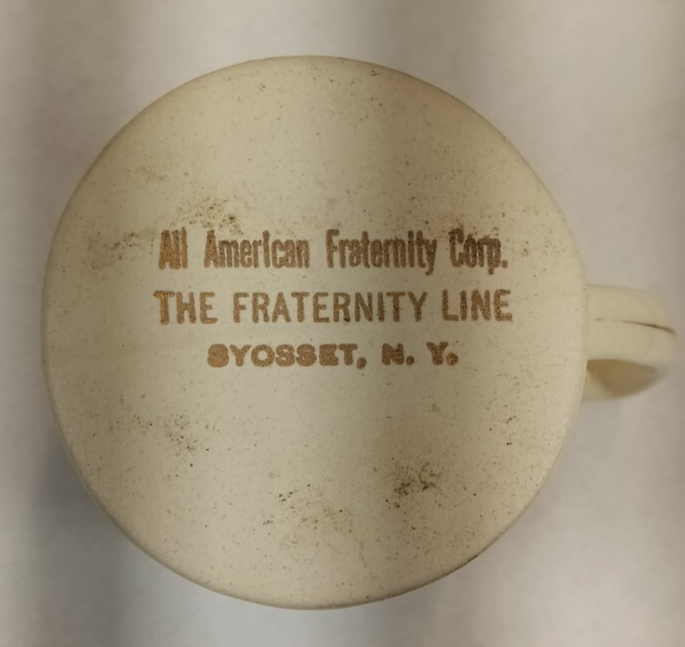 All American Fraternity Corp.
THE FRATERNITY LINE
SYOSSET, N. Y.